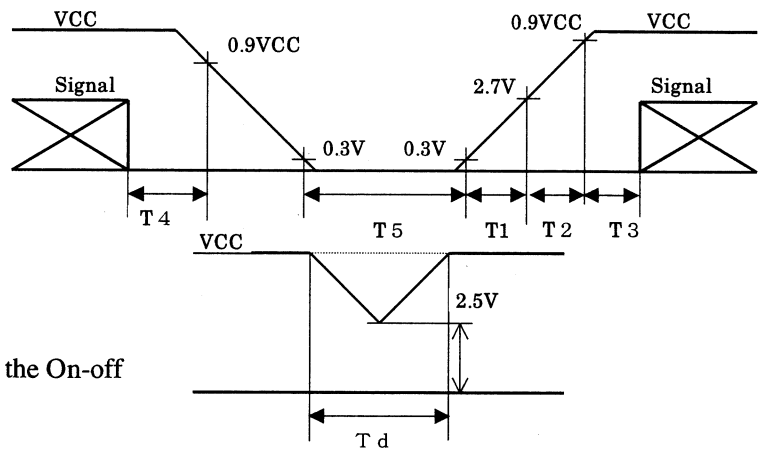 VCC 0.9VCC VCC
0.9VCC
Signal 2.7V Signal
0.3V 0.3V
T4 T5 T1 T2 T3
VCC
2.5V
the On-off
Td